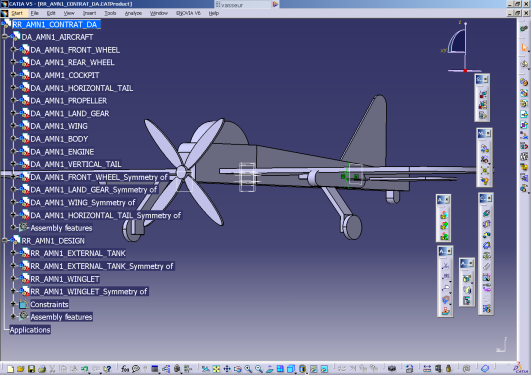 CATIA V5 - [RR_AMN1_CONTRAT_DA.CATProduct]
Start File Edit View Insert Tools Analyze Window ENOVIA V6 Help
RR_AMN1_CONTRAT_DA
DA_AMN1_AIRCRAFT
DA_AMN1_FRONT_WHEEL
DA_AMN1_REAR_WHEEL
DA_AMN1_COCKPIT
DA_AMN1_HORIZONTAL_TAIL
DA_AMN1_PROPELLER
DA_AMN1_LAND_GEAR
DA_AMN1_WING
DA_AMN1_BODY
DA_AMN1_ENGINE
DA_AMN1_VERTICAL_TAIL
DA_AMN1_FRONT_WHEEL_Symmetry of
DA_AMN1_LAND_GEAR_Symmetry of
DA_AMN1_WING_Symmetry of
DA_AMN1_HORIZONTAL_TAIL_Symmetry of
Assembly features
RR_AMN1_DESIGN
RR_AMN1_EXTERNAL_TANK
RR_AMN1_EXTERNAL_TANK_Symmetry of
RR_AMN1_WINGLET
RR_AMN1_WINGLET_Symmetry of
Constraints
Assembly features
Applications